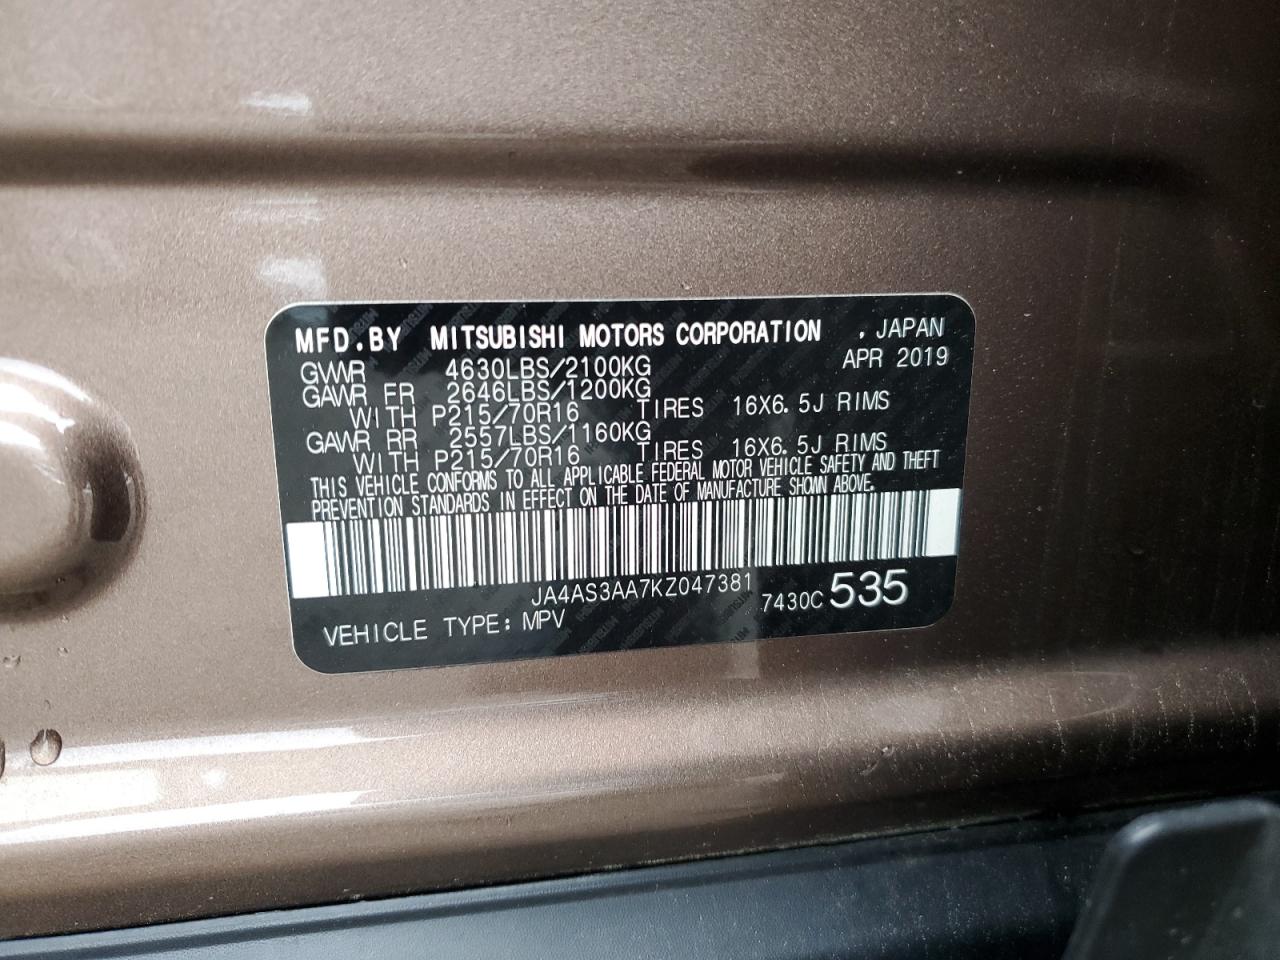 MFD.BY MITSUBISHI MOTORS CORPORATION . JAPAN
GVWR 4630LBS/2100KG APR 2019
GAWR FR 2646LBS/1200KG
WITH P215/70R16 TIRES 16X6.5J RIMS
GAWR RR 2557LBS/1160KG
WITH P215/70R16 TIRES 16X6.5J RIMS
THIS VEHICLE CONFORMS TO ALL APPLICABLE FEDERAL MOTOR VEHICLE SAFETY AND THEFT
PREVENTION STANDARDS IN EFFECT ON THE DATE OF MANUFACTURE SHOWN ABOVE.
JA4AS3AA7KZ047381 7430C 535
VEHICLE TYPE: MPV